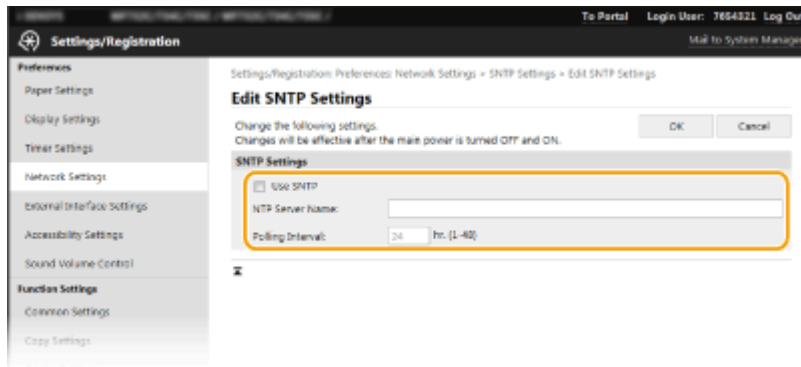 To Portal Login User: 7654321 Log Ou
Settings/Registration
Mail to System Manage
Preferences
Paper Settings
Display Settings
Timer Settings
Network Settings
External Interface Settings
Accessibility Settings
Sound Volume Control
Function Settings
Common Settings
Copy Settings
Settings/Registration: Preferences: Network Settings > SNTP Settings > Edit SNTP Settings
Edit SNTP Settings
Change the following settings.
Changes will be effective after the main power is turned OFF and ON.
OK Cancel
SNTP Settings
Use SNTP
NTP Server Name:
Polling Interval: 24 hr. (1-48)